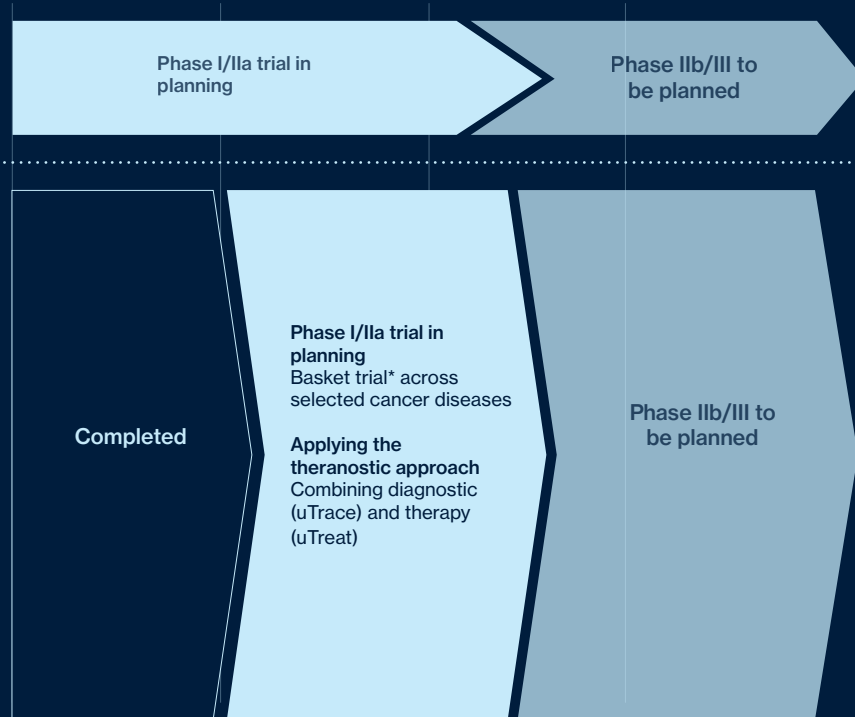 Phase I/IIa trial in
planning
Phase IIb/III to
be planned
Completed
Phase I/IIa trial in
planning
Basket trial* across
selected cancer diseases
Applying the
theranostic approach
Combining diagnostic
(uTrace) and therapy
(uTreat)
Phase IIb/III to
be planned